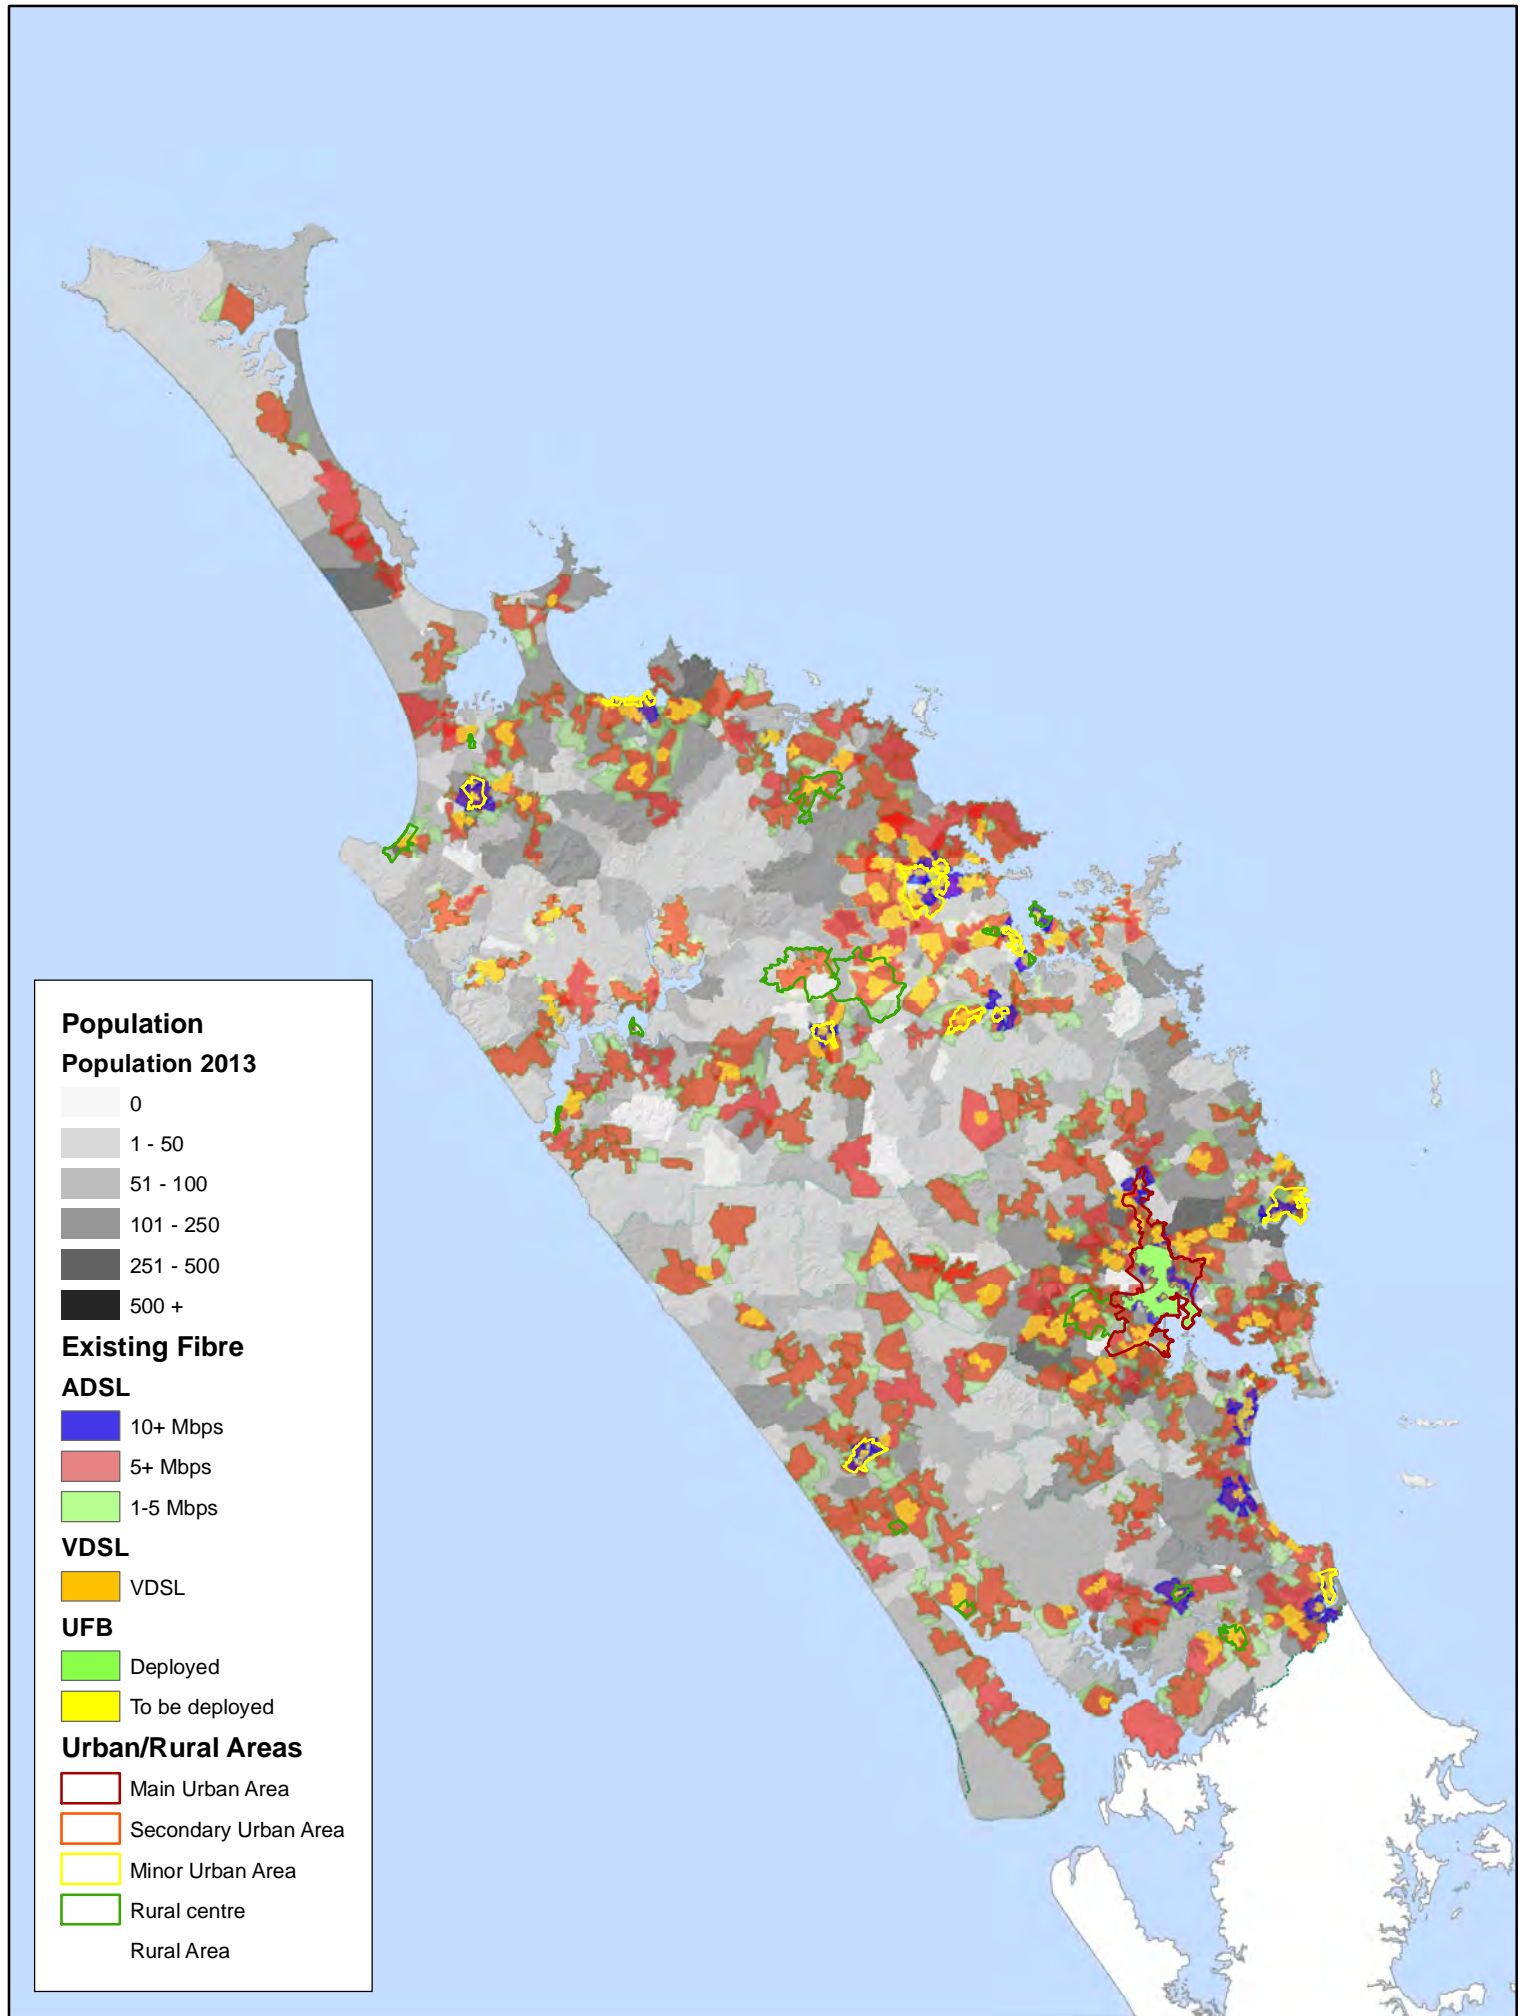 Population
Population 2013
0
1 - 50
51 - 100
101 - 250
251 - 500
500 +
Existing Fibre
ADSL
10+ Mbps
5+ Mbps
1-5 Mbps
VDSL
VDSL
UFB
Deployed
To be deployed
Urban/Rural Areas
Main Urban Area
Secondary Urban Area
Minor Urban Area
Rural centre
Rural Area